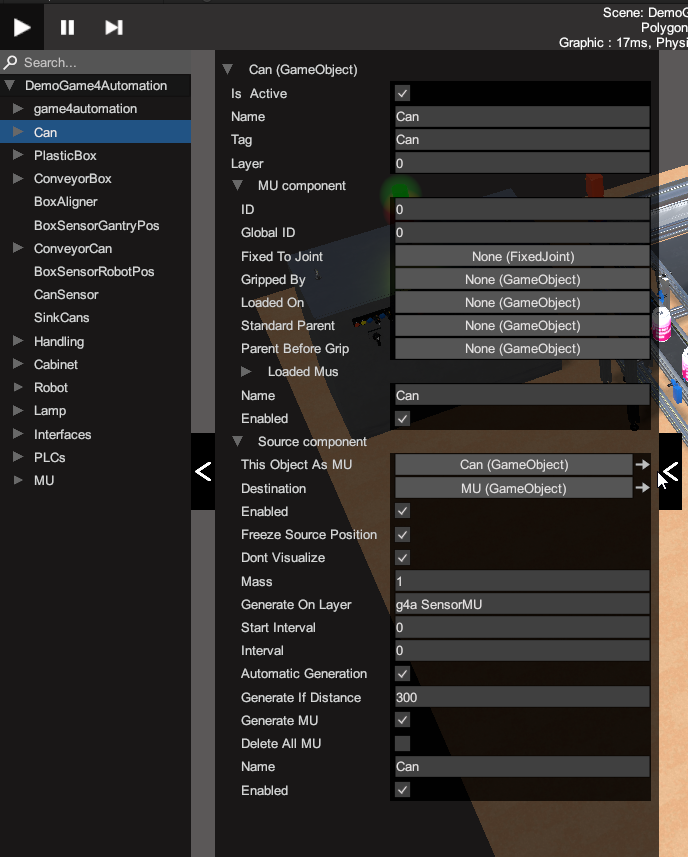 Scene: DemoG
Polygon
Graphic : 17ms, Physi
Search...
DemoGame4Automation
game4automation
Can
PlasticBox
ConveyorBox
BoxAligner
BoxSensorGantryPos
ConveyorCan
BoxSensorRobotPos
CanSensor
SinkCans
Handling
Cabinet
Robot
Lamp
Interfaces
PLCs
MU
Can (GameObject)
Is Active
Name Can
Tag Can
Layer 0
MU component
ID 0
Global ID 0
Fixed To Joint None (FixedJoint)
Gripped By None (GameObject)
Loaded On None (GameObject)
Standard Parent None (GameObject)
Parent Before Grip None (GameObject)
Loaded Mus
Name Can
Enabled
Source component
This Object As MU Can (GameObject)
Destination MU (GameObject)
Enabled
Freeze Source Position
Dont Visualize
Mass 1
Generate On Layer g4a SensorMU
Start Interval 0
Interval 0
Automatic Generation
Generate If Distance 300
Generate MU
Delete All MU
Name Can
Enabled